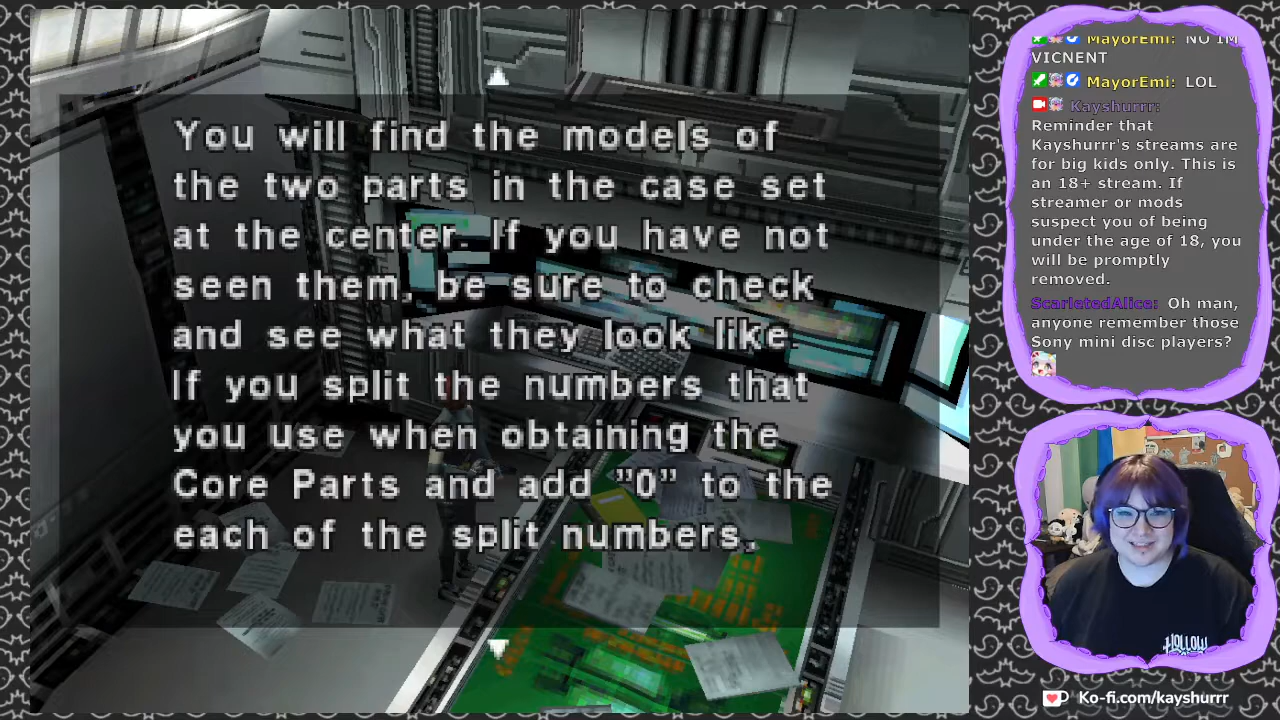 You will find the models of
the two parts in the case set
at the center. If you have not
seen them, be sure to check
and see what they look like.
If you split the numbers that
you use when obtaining the
Core Parts and add "0" to the
each of the split numbers,
MayorEmi: NO IM
VICNENT
MayorEmi: LOL
Kayshurrr:
Reminder that
Kayshurrr's streams are
for big kids only. This is
an 18+ stream. If
streamer or mods
suspect you of being
under the age of 18, you
will be promptly
removed.
ScarletedAlice: Oh man,
anyone remember those
Sony mini disc players?
HOLLOW
Ko-fi.com/kayshurrr